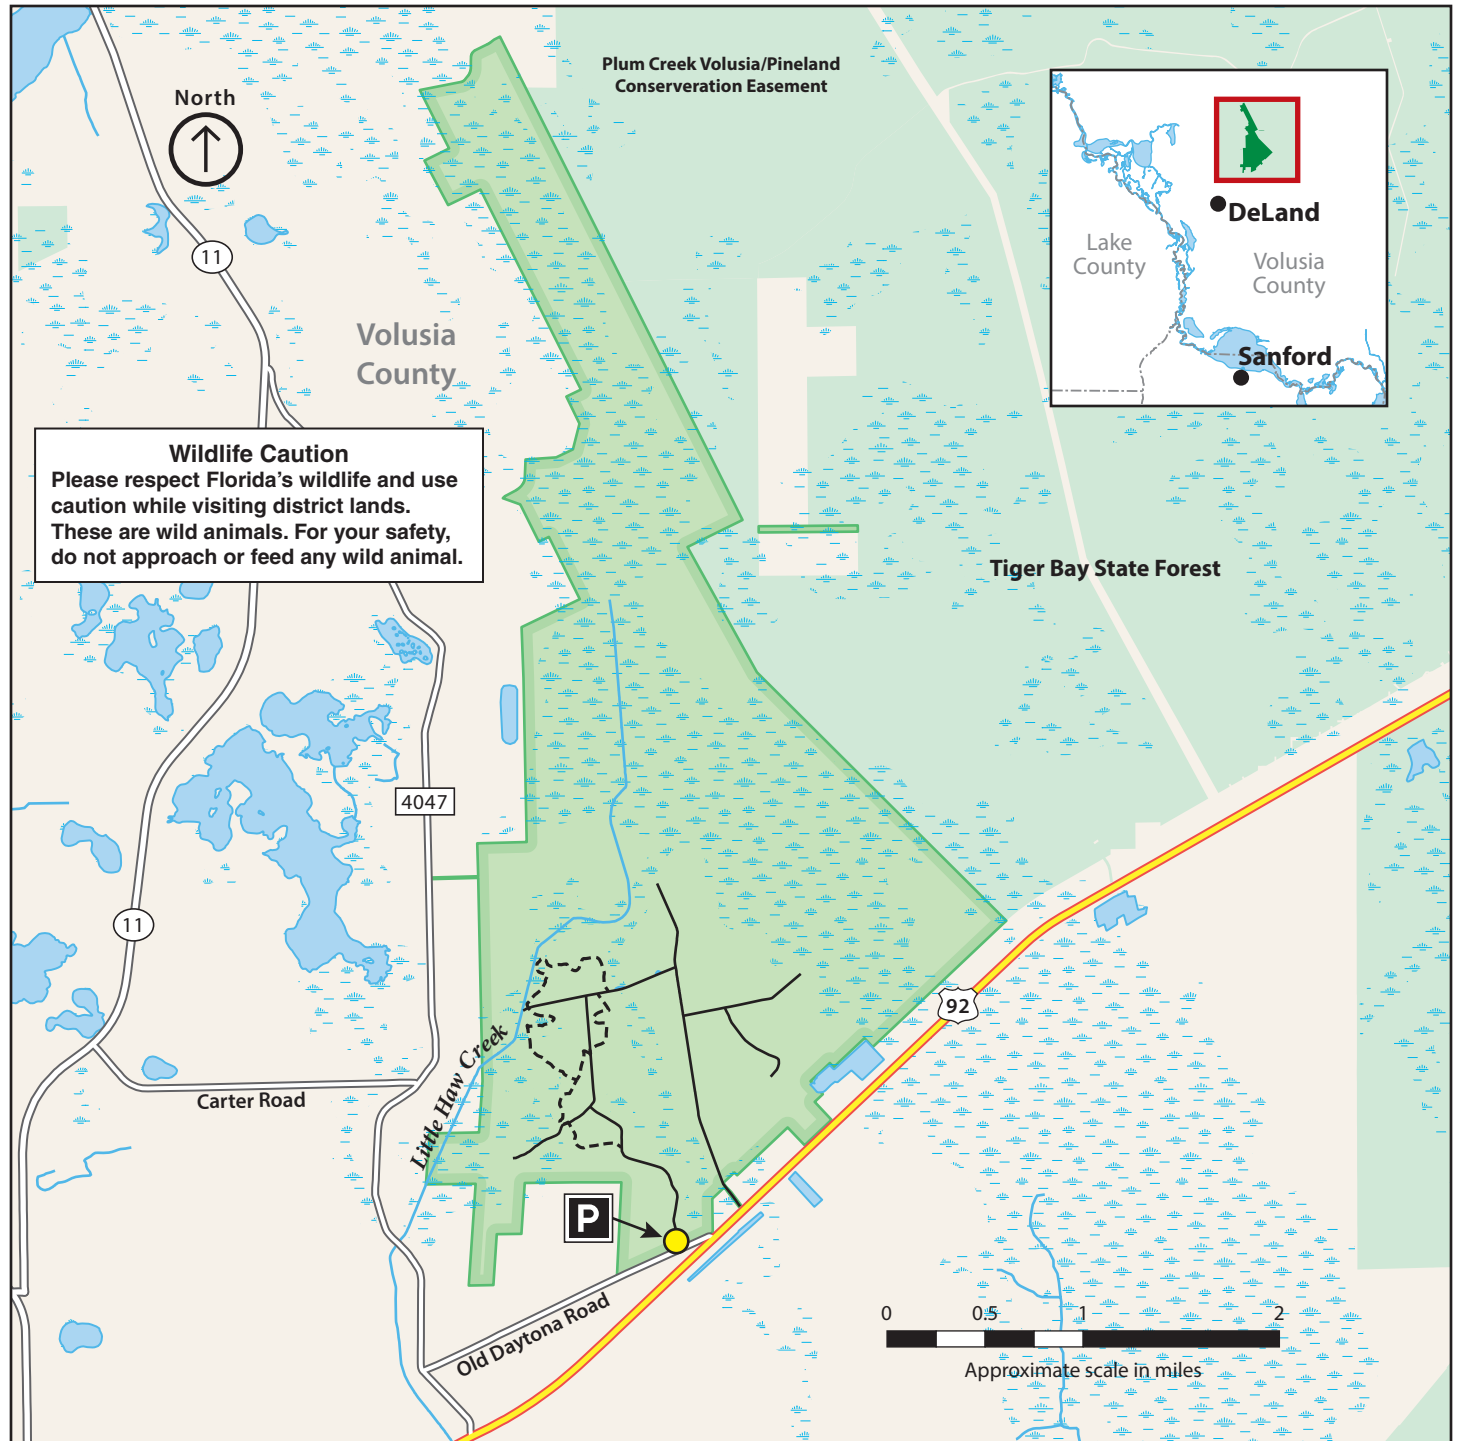 Plum Creek Volusia/Pineland
Conserveration Easement
North
11
Volusia
County
Lake
County
DeLand
Volusia
County
Sanford
Wildlife Caution
Please respect Florida's wildlife and use
caution while visiting district lands.
These are wild animals. For your safety,
do not approach or feed any wild animal.
Tiger Bay State Forest
4047
11
92
Little Haw Creek
Carter Road
P
Old Daytona Road
0 0.5 1 2
Approximate scale in miles